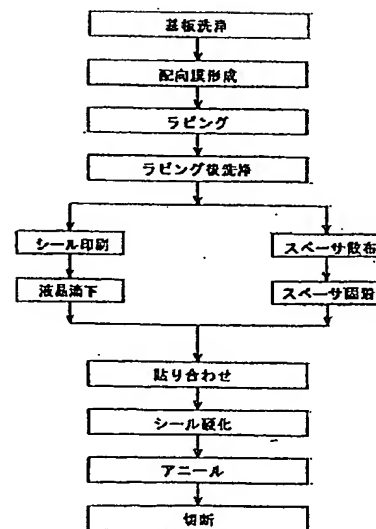 基板洗浄
配向膜形成
ラビング
ラビング後洗浄
シール印刷
スペーサ散布
液晶滴下
スペーサ固着
貼り合わせ
シール硬化
アニール
切断